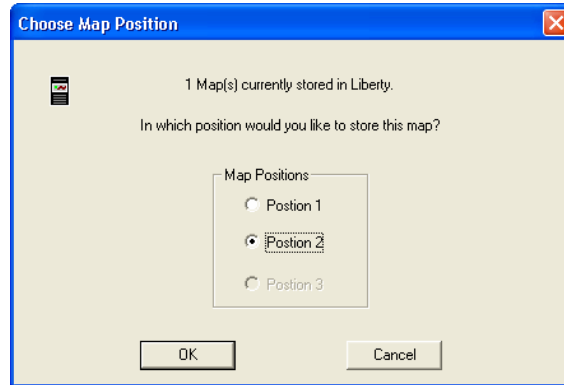 Choose Map Position
1 Map(s) currently stored in Liberty.
In which position would you like to store this map?
Map Positions
Postion 1
Postion 2
Postion 3
OK
Cancel